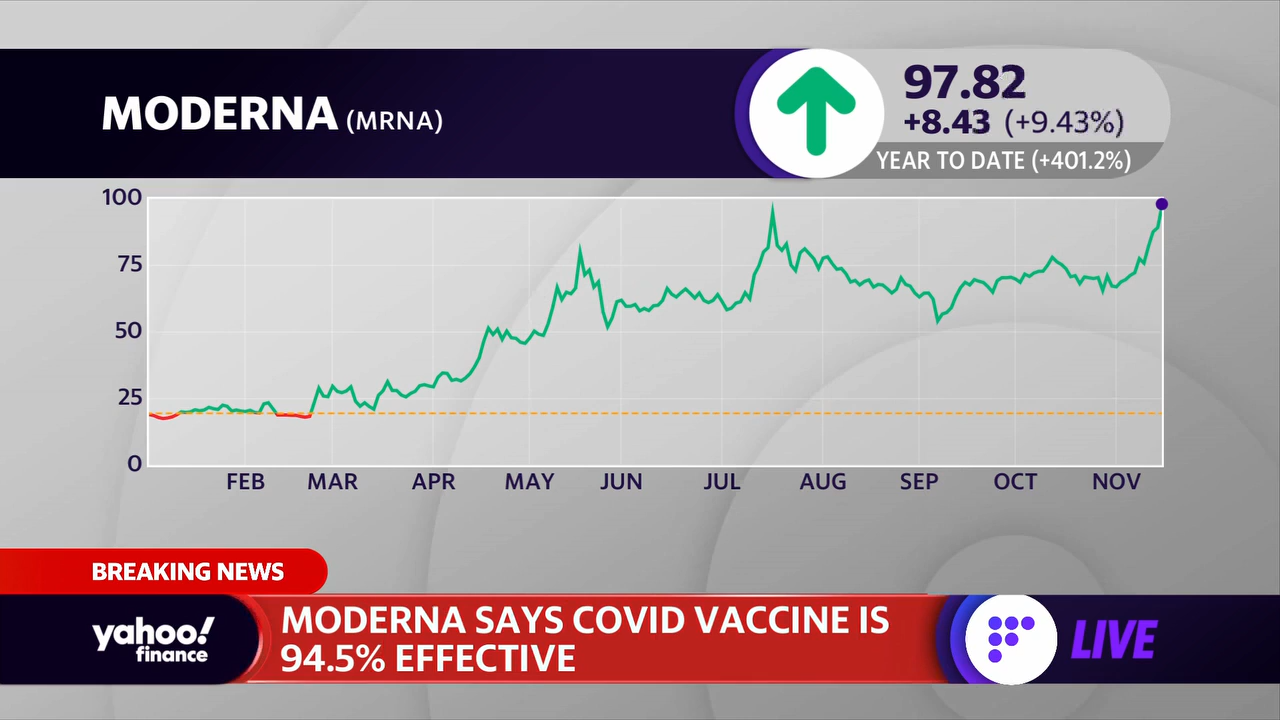 MODERNA (MRNA)
97.82
+8.43 (+9.43%)
YEAR TO DATE (+401.2%)
100
75
50
25
0
FEB MAR APR MAY JUN JUL AUG SEP OCT NOV
BREAKING NEWS
yahoo!
finance
MODERNA SAYS COVID VACCINE IS
94.5% EFFECTIVE
LIVE